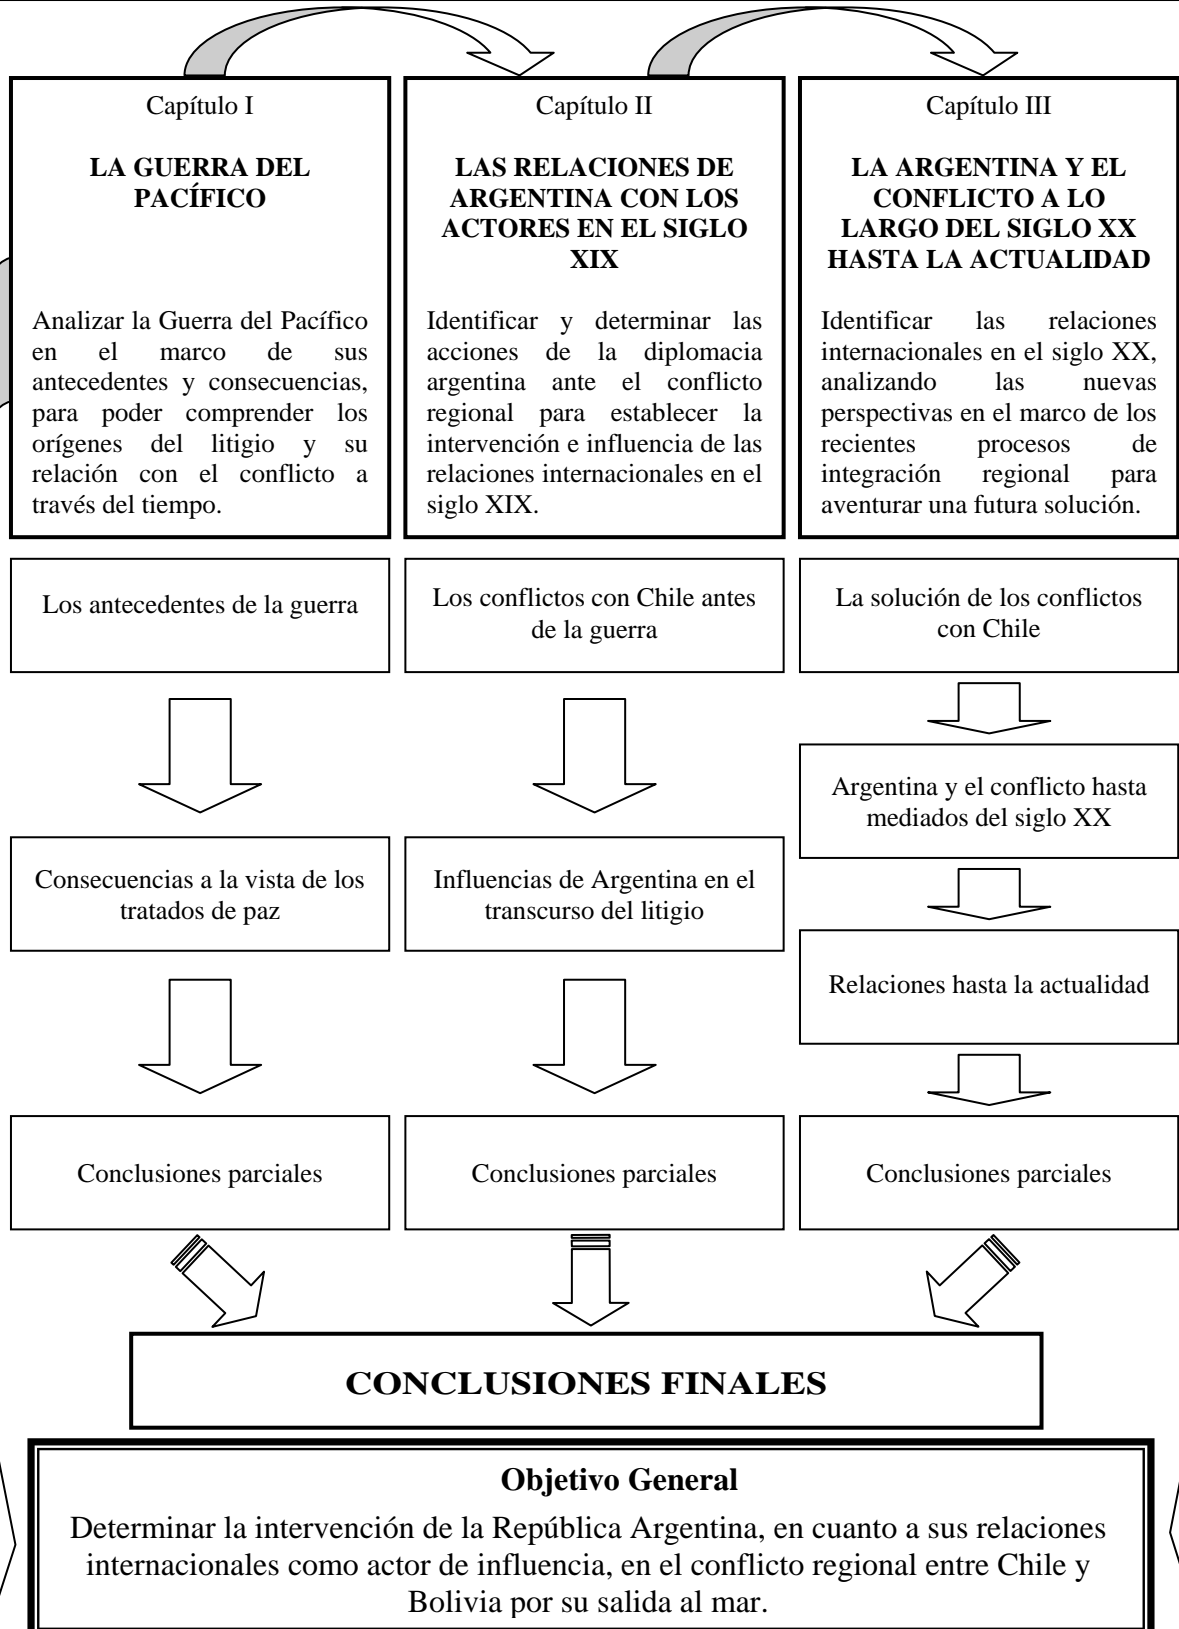 Capítulo I
LA GUERRA DEL
PACÍFICO
Analizar la Guerra del Pacífico
en el marco de sus
antecedentes y consecuencias,
para poder comprender los
orígenes del litigio y su
relación con el conflicto a
través del tiempo.
Capítulo II
LAS RELACIONES DE
ARGENTINA CON LOS
ACTORES EN EL SIGLO
XIX
Identificar y determinar las
acciones de la diplomacia
argentina ante el conflicto
regional para establecer la
intervención e influencia de las
relaciones internacionales en el
siglo XIX.
Capítulo III
LA ARGENTINA Y EL
CONFLICTO A LO
LARGO DEL SIGLO XX
HASTA LA ACTUALIDAD
Identificar las relaciones
internacionales en el siglo XX,
analizando las nuevas
perspectivas en el marco de los
recientes procesos de
integración regional para
aventurar una futura solución.
Los antecedentes de la guerra
Consecuencias a la vista de los
tratados de paz
Conclusiones parciales
Los conflictos con Chile antes
de la guerra
Influencias de Argentina en el
transcurso del litigio
Conclusiones parciales
La solución de los conflictos
con Chile
Argentina y el conflicto hasta
mediados del siglo XX
Relaciones hasta la actualidad
Conclusiones parciales
CONCLUSIONES FINALES
Objetivo General
Determinar la intervención de la República Argentina, en cuanto a sus relaciones
internacionales como actor de influencia, en el conflicto regional entre Chile y
Bolivia por su salida al mar.